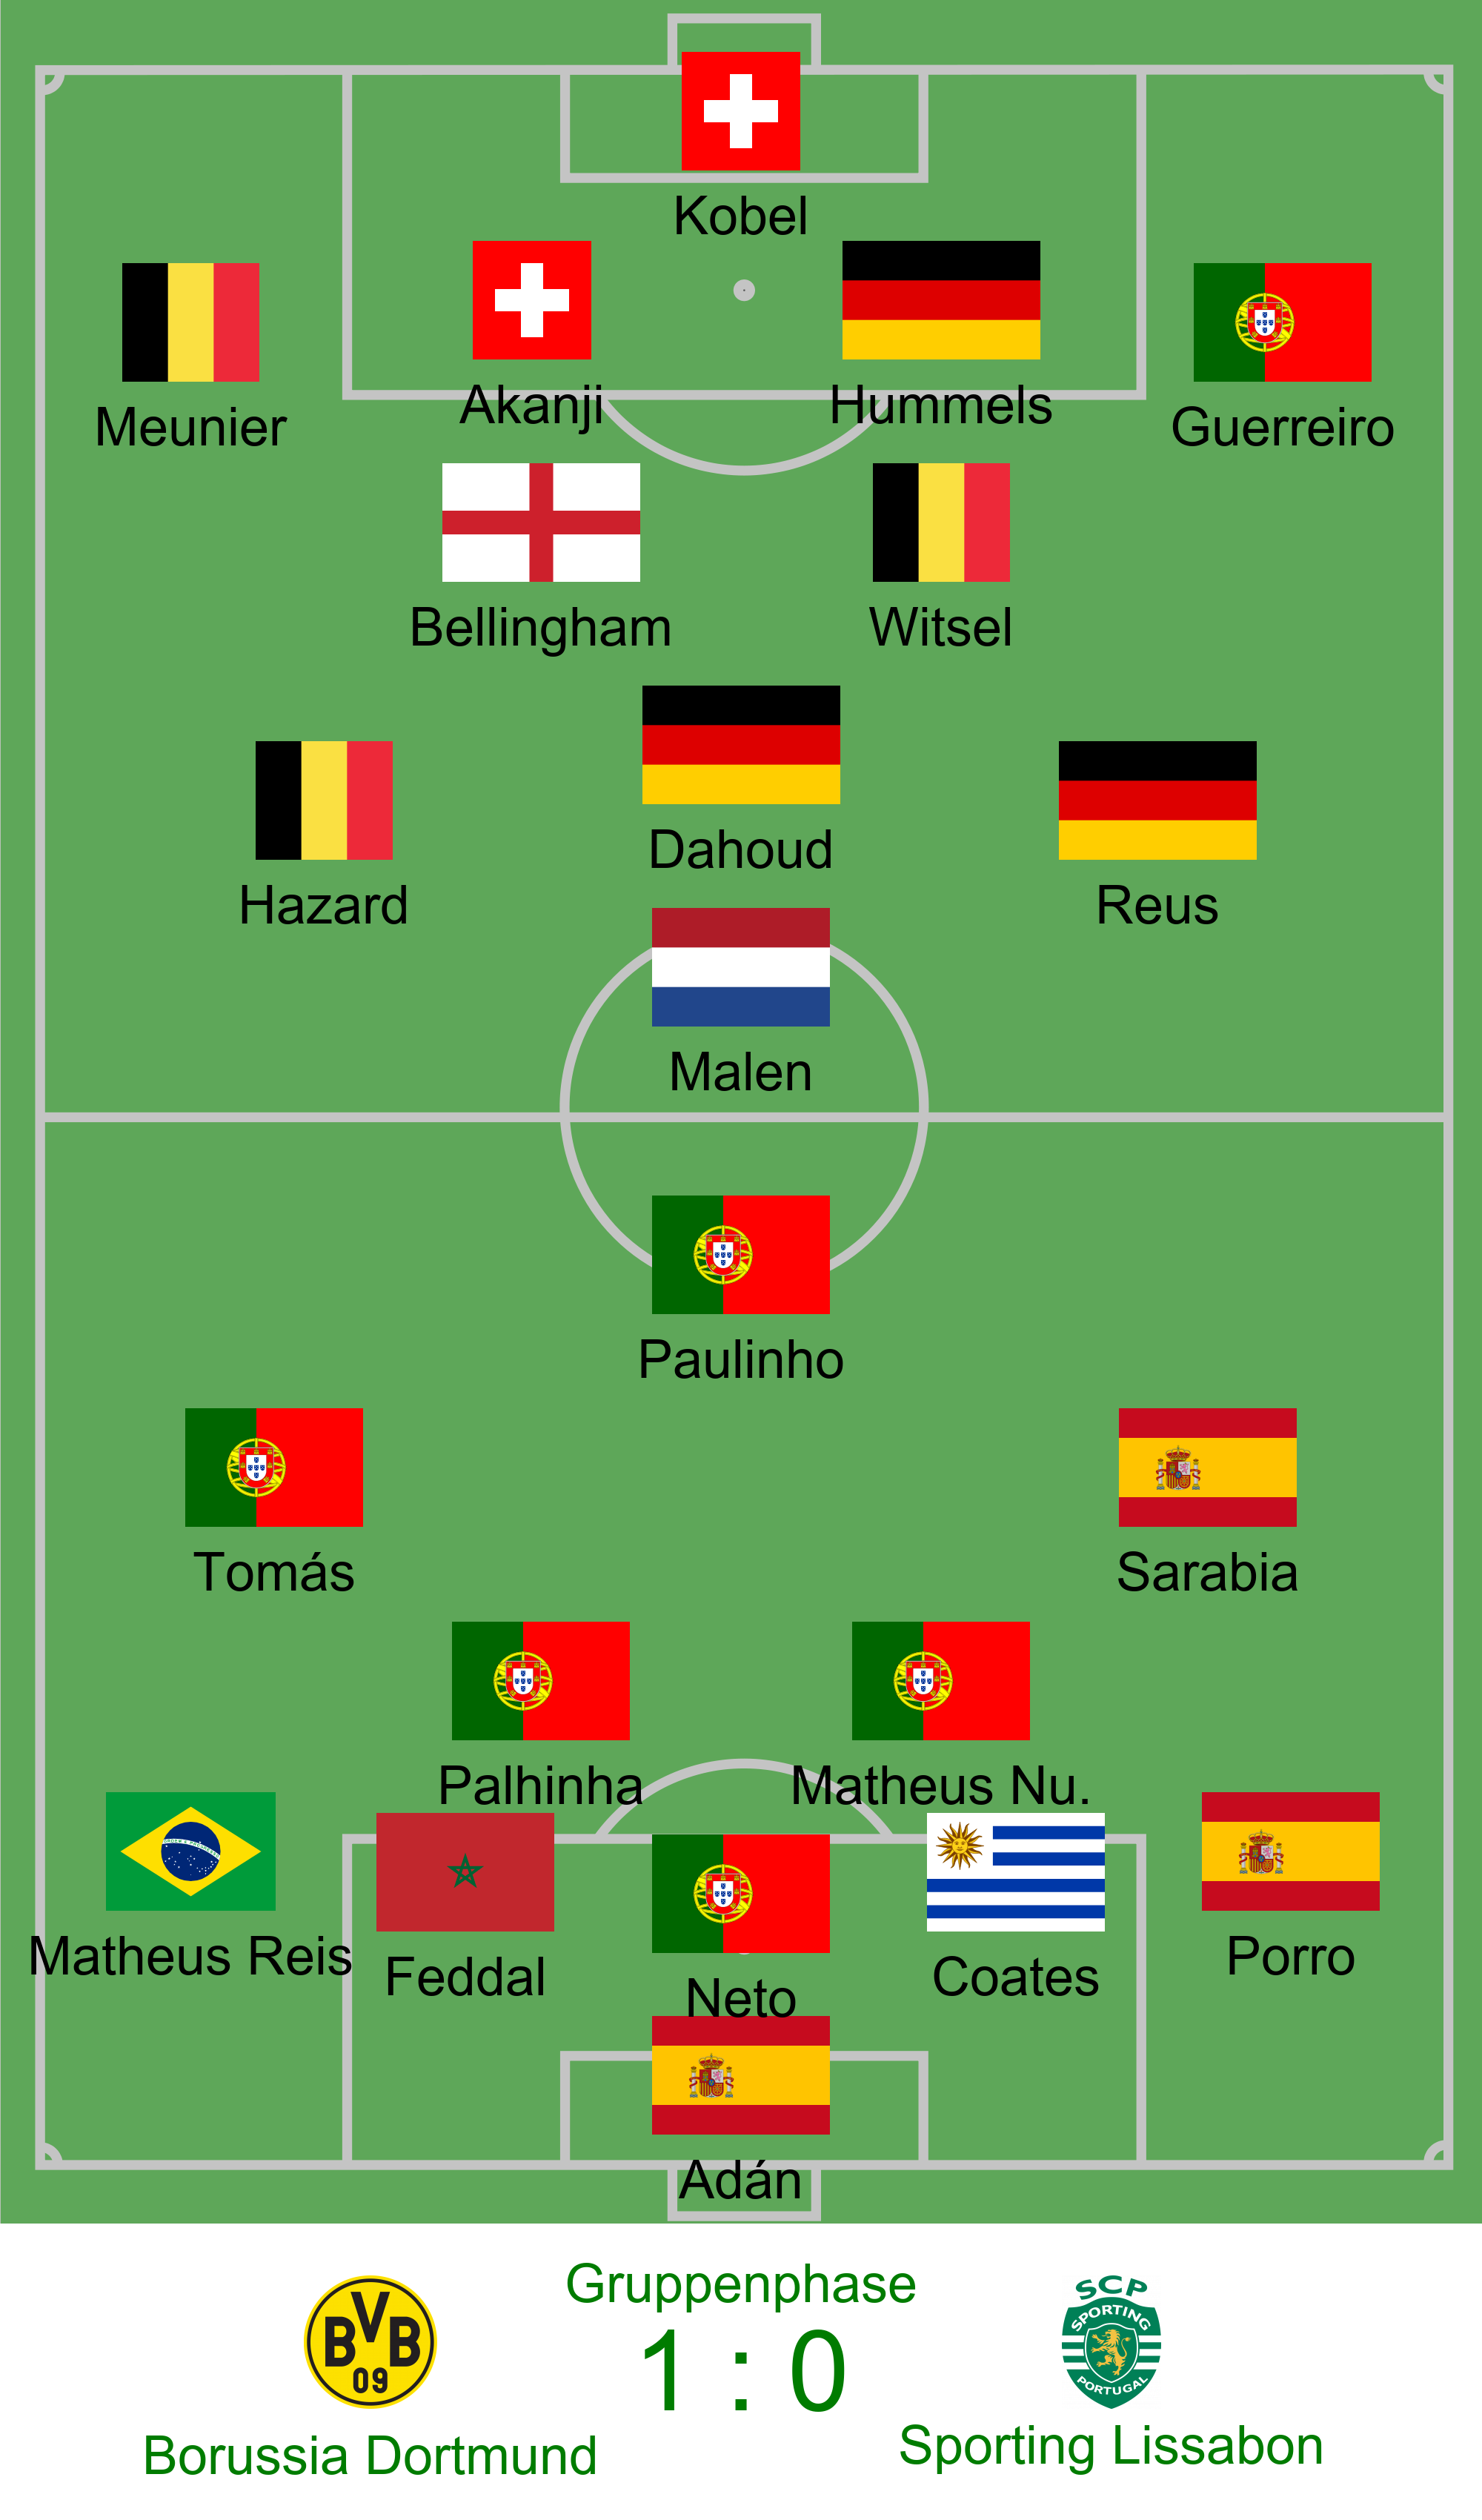 Kobel
Meunier
Akanji
Hummels
Guerreiro
Bellingham
Witsel
Hazard
Dahoud
Reus
Malen
Paulinho
Tomás
Sarabia
Palhinha
Matheus Nu.
Matheus Reis
Feddal
Neto
Coates
Porro
Adán
Gruppenphase
1 : 0
BVB
09
Borussia Dortmund
SCP
SPORTING
PORTUGAL
Sporting Lissabon